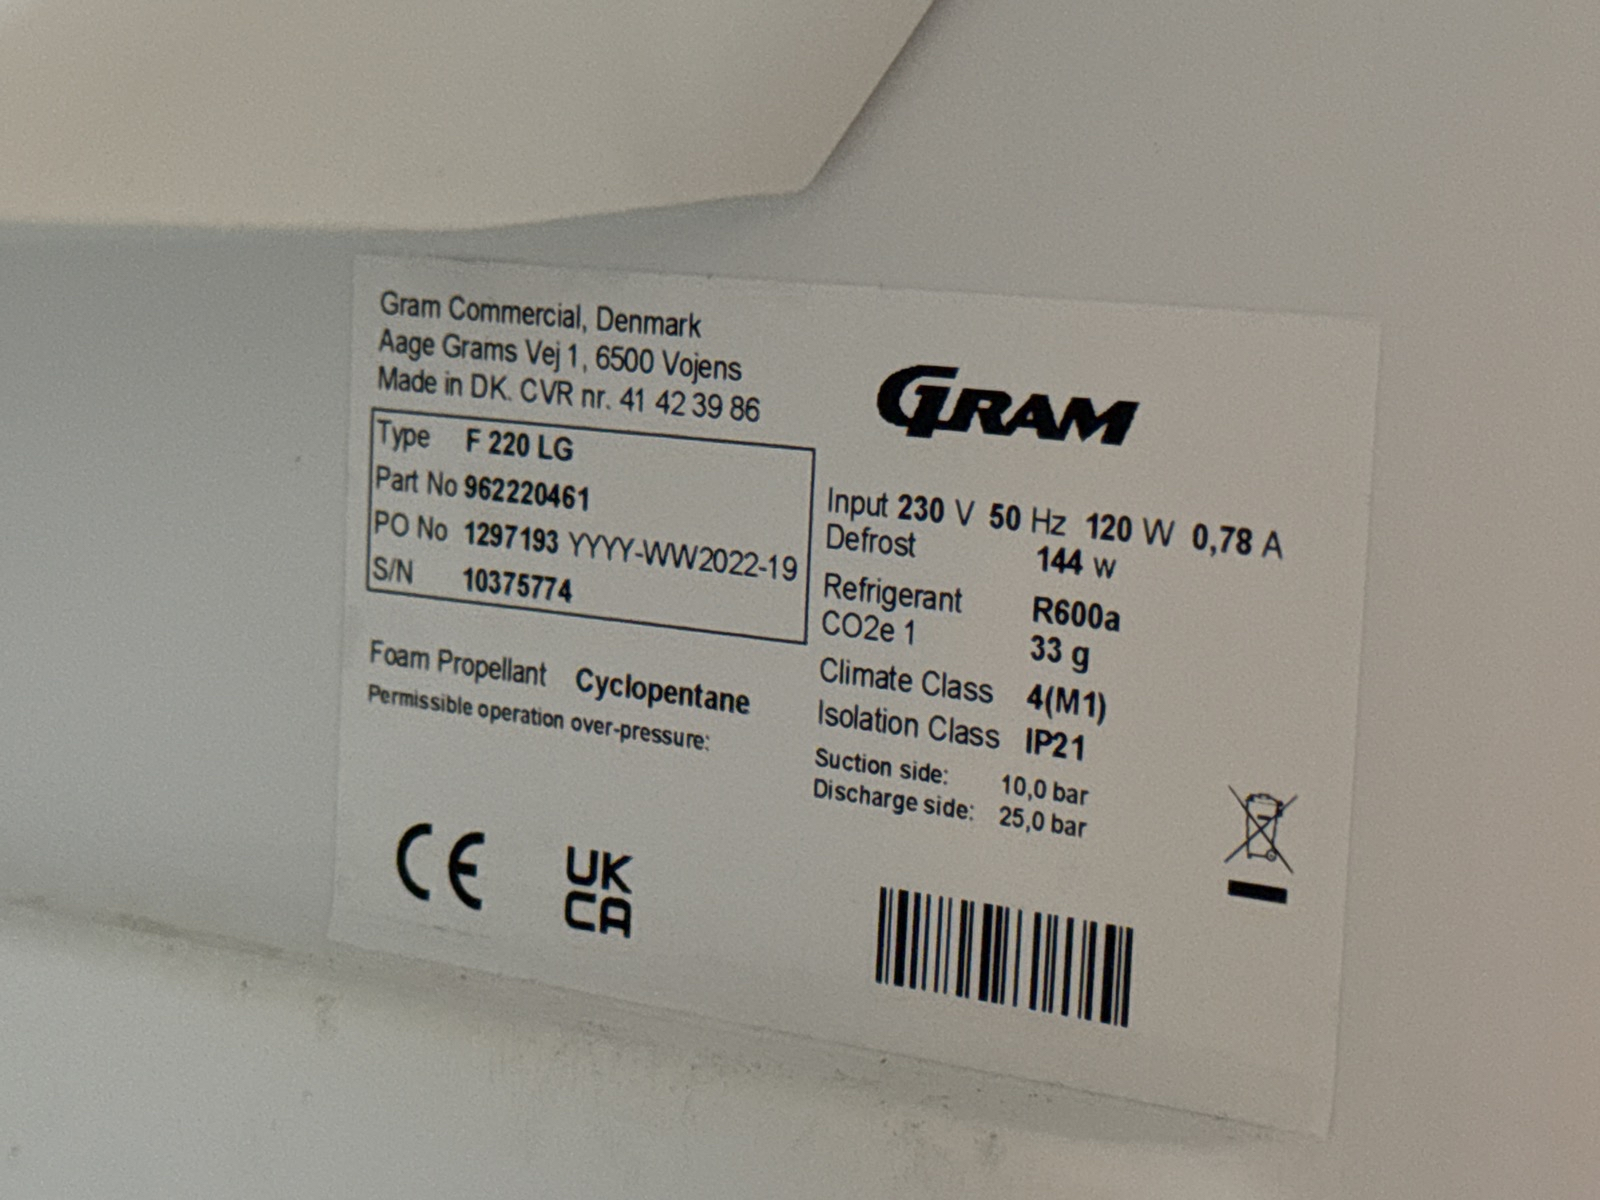 Gram Commercial, Denmark
Aage Grams Vej 1, 6500 Vojens
Made in DK. CVR nr. 41 42 39 86
GRAM
Type F 220 LG
Part No 962220461
PO No 1297193 YYYY-WW2022-19
S/N 10375774
Input 230 V 50 Hz 120 W 0,78 A
Defrost 144 w
Refrigerant R600a
CO2e 1 33 g
Climate Class 4(M1)
Isolation Class IP21
Foam Propellant Cyclopentane
Permissible operation over-pressure:
Suction side: 10,0 bar
Discharge side: 25,0 bar
CE
UK
CA